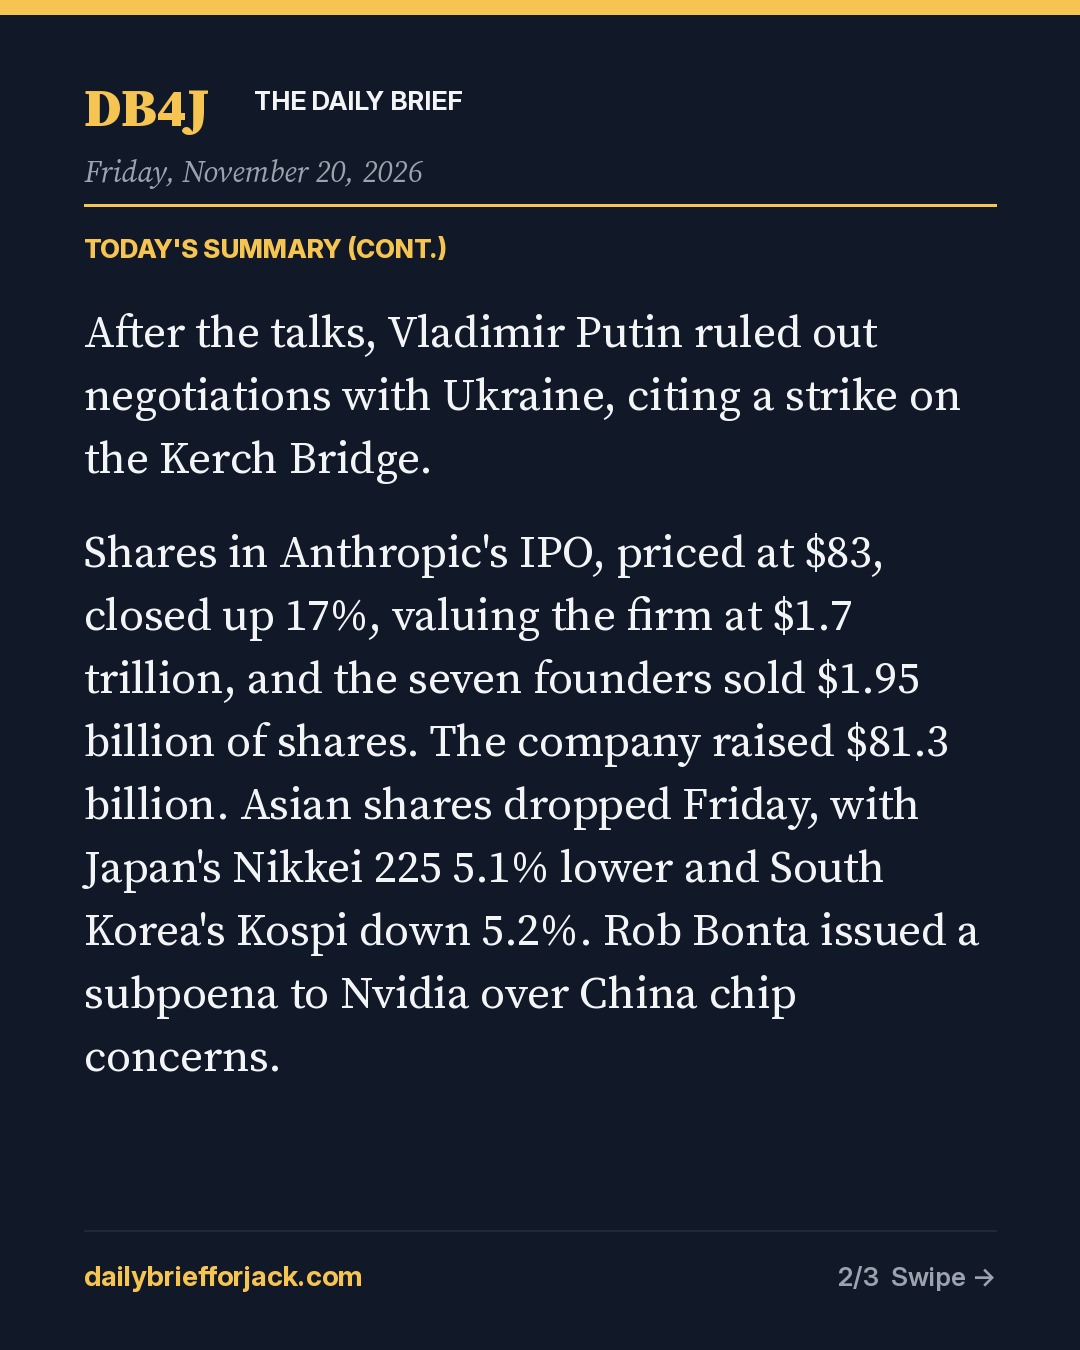 DB4J THE DAILY BRIEF
Friday, November 20, 2026
TODAY'S SUMMARY (CONT.)
After the talks, Vladimir Putin ruled out
negotiations with Ukraine, citing a strike on
the Kerch Bridge.
Shares in Anthropic's IPO, priced at $83,
closed up 17%, valuing the firm at $1.7
trillion, and the seven founders sold $1.95
billion of shares. The company raised $81.3
billion. Asian shares dropped Friday, with
Japan's Nikkei 225 5.1% lower and South
Korea's Kospi down 5.2%. Rob Bonta issued a
subpoena to Nvidia over China chip
concerns.
dailybriefforjack.com
2/3 Swipe →